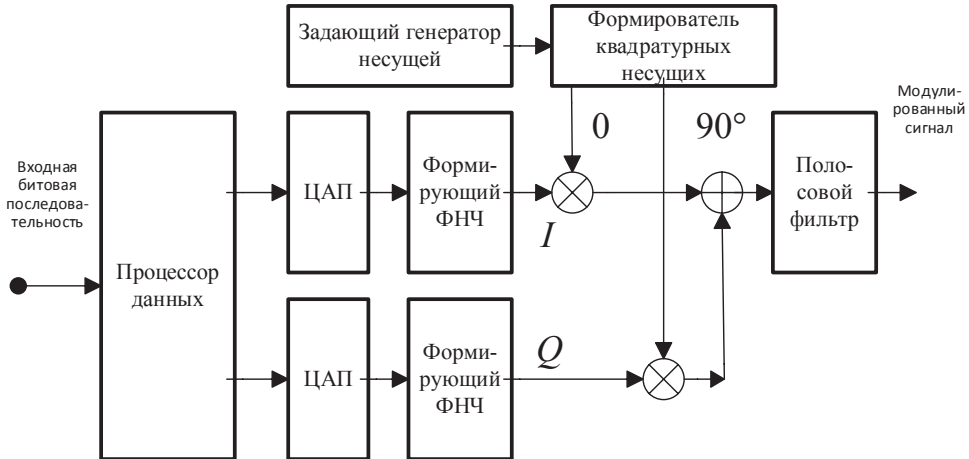 Задающий генератор
несущей
Формирователь
квадратурных
несущих
Модули-
рованный
сигнал
0
90°
Входная
битовая
последова-
тельность
Процессор
данных
ЦАП
Форми-
рующий
ФНЧ
I
Поло-
совой
фильтр
ЦАП
Форми-
рующий
ФНЧ
Q